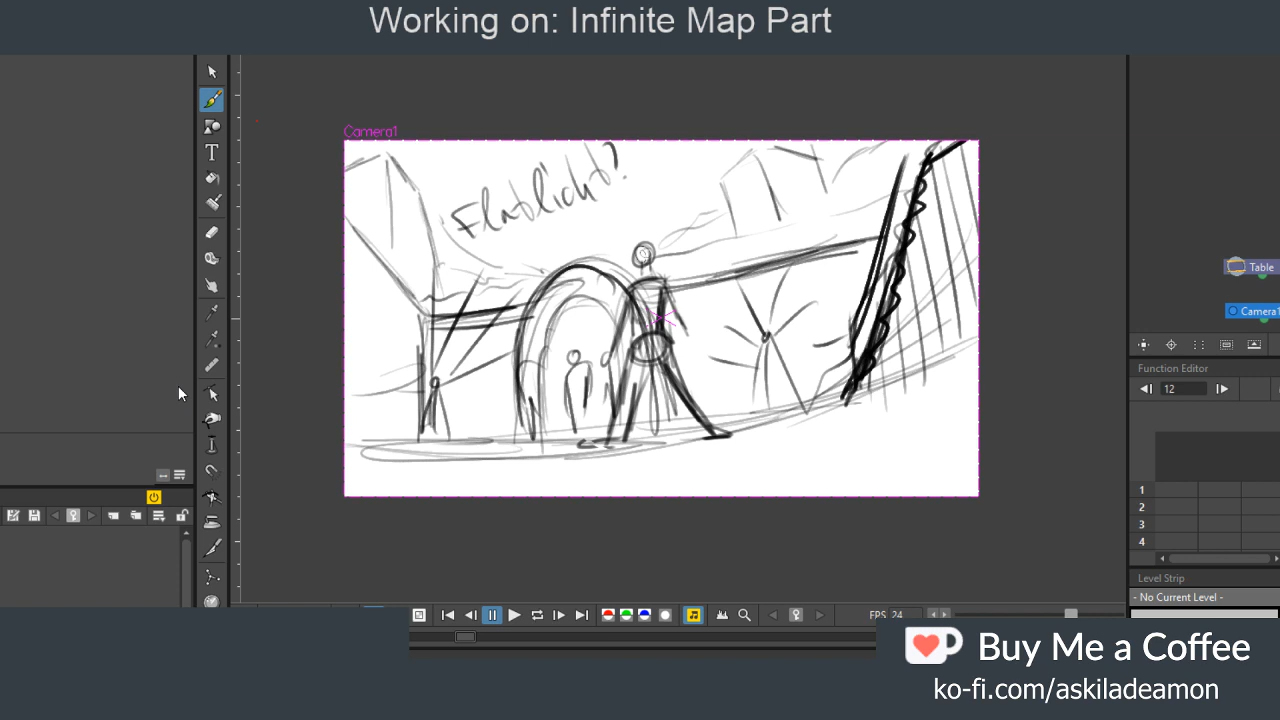 Working on: Infinite Map Part
Camera1
Flatlicht?
Table
Camera1
Function Editor
12
1
2
3
4
Level Strip
- No Current Level -
FPS 24
Buy Me a Coffee
ko-fi.com/askiladeamon